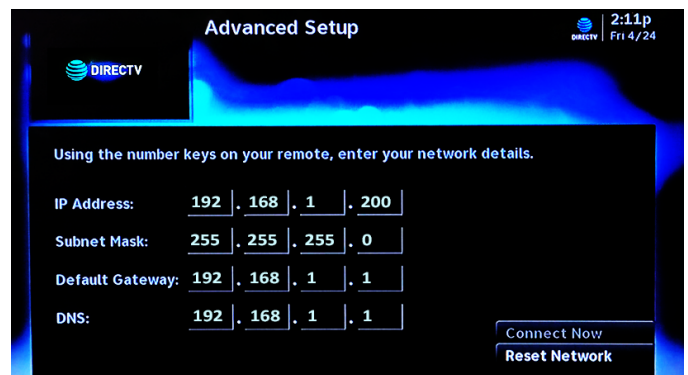 Advanced Setup
DIRECTV
2:11p
Fri 4/24
DIRECTV
Using the number keys on your remote, enter your network details.
IP Address: 192 . 168 . 1 . 200
Subnet Mask: 255 . 255 . 255 . 0
Default Gateway: 192 . 168 . 1 . 1
DNS: 192 . 168 . 1 . 1
Connect Now
Reset Network